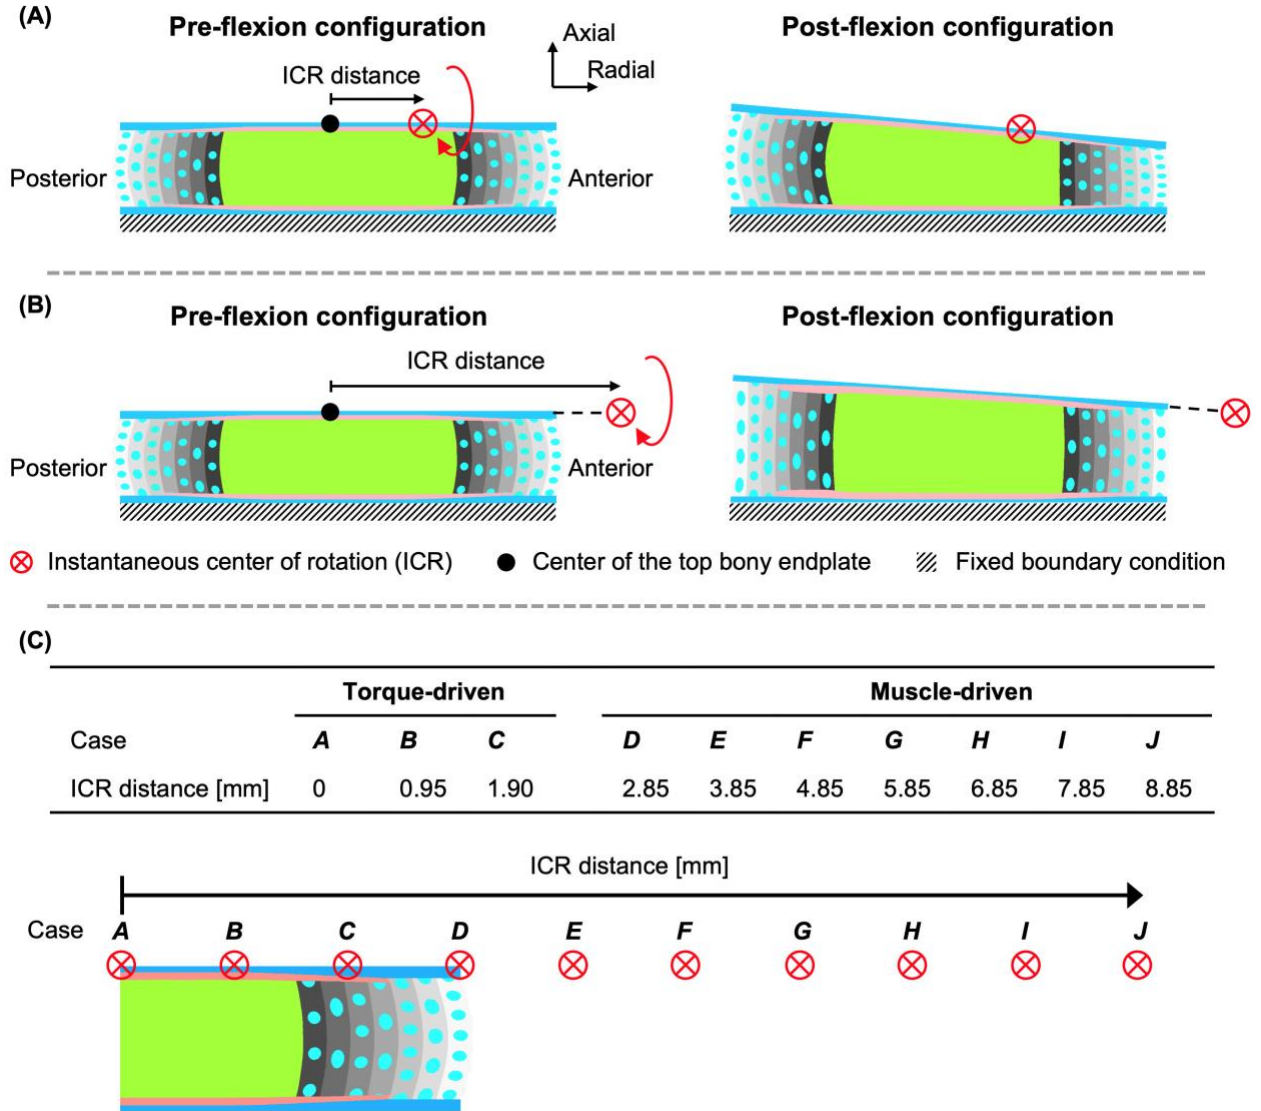 (A)
Pre-flexion configuration
Post-flexion configuration
Axial
Radial
ICR distance
Posterior
Anterior
(B)
Pre-flexion configuration
Post-flexion configuration
ICR distance
Posterior
Anterior
Instantaneous center of rotation (ICR)
Center of the top bony endplate
Fixed boundary condition
(C)
Torque-driven Muscle-driven
Case A B C D E F G H I J
ICR distance [mm] 0 0.95 1.90 2.85 3.85 4.85 5.85 6.85 7.85 8.85
ICR distance [mm]
Case A B C D E F G H I J